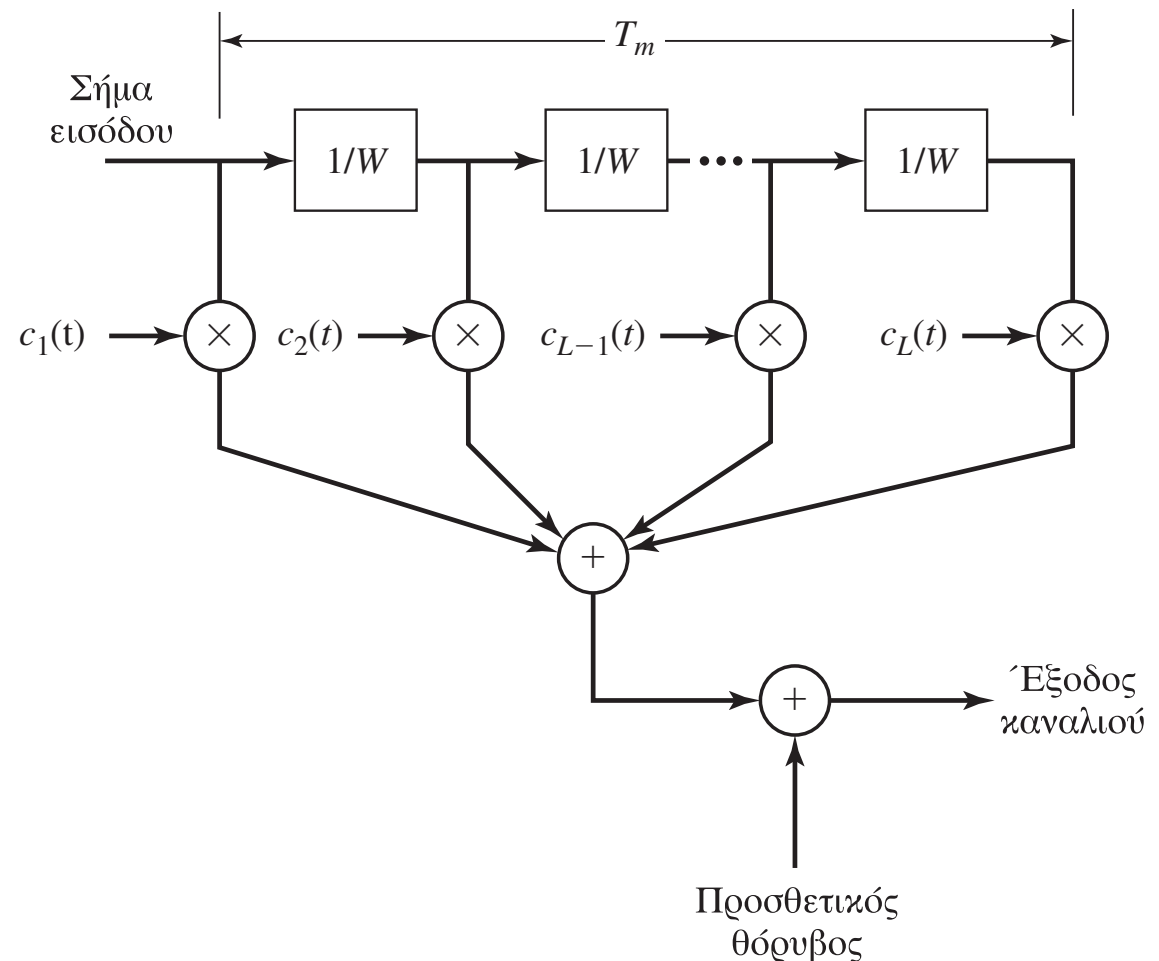 T_m
Σήμα
εισόδου
1/W
1/W
1/W
c_1(t)
c_2(t)
c_{L−1}(t)
c_L(t)
×
×
×
×
+
+
Έξοδος
καναλιού
Προσθετικός
θόρυβος